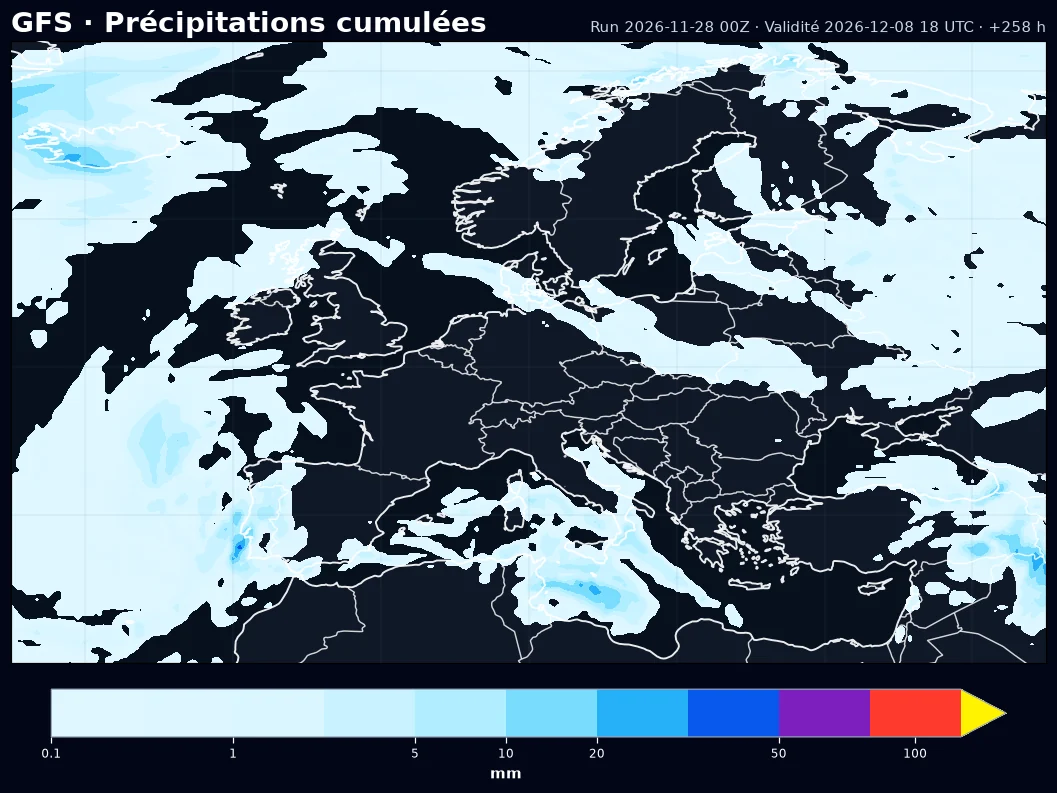 GFS · Précipitations cumulées
Run 2026-11-28 00Z · Validité 2026-12-08 18 UTC · +258 h
0.1 1 5 10 20 50 100
mm